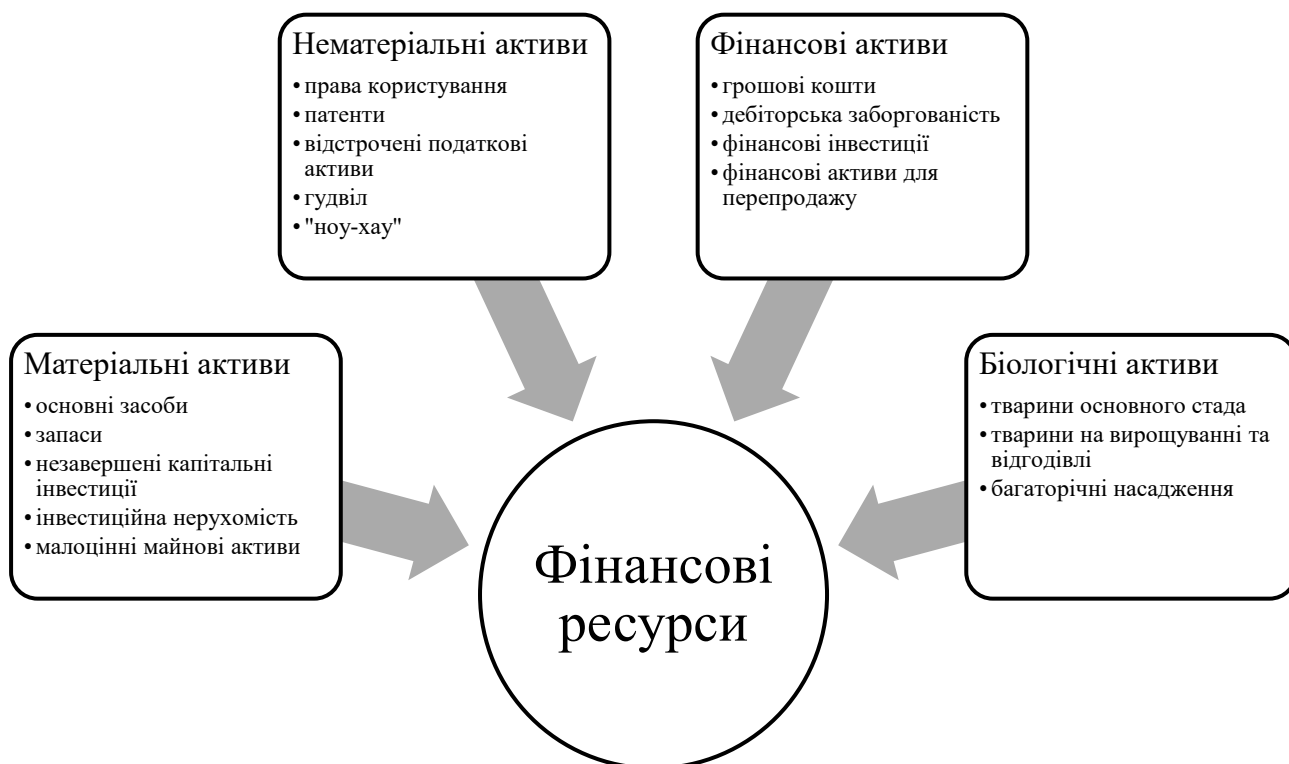 Нематеріальні активи
• права користування
• патенти
• відстрочені податкові
активи
• гудвіл
• "ноу-хау"
Фінансові активи
• грошові кошти
• дебіторська заборгованість
• фінансові інвестиції
• фінансові активи для
перепродажу
Матеріальні активи
• основні засоби
• запаси
• незавершені капітальні
інвестиції
• інвестиційна нерухомість
• малоцінні майнові активи
Біологічні активи
• тварини основного стада
• тварини на вирощуванні та
відгодівлі
• багаторічні насадження
Фінансові
ресурси